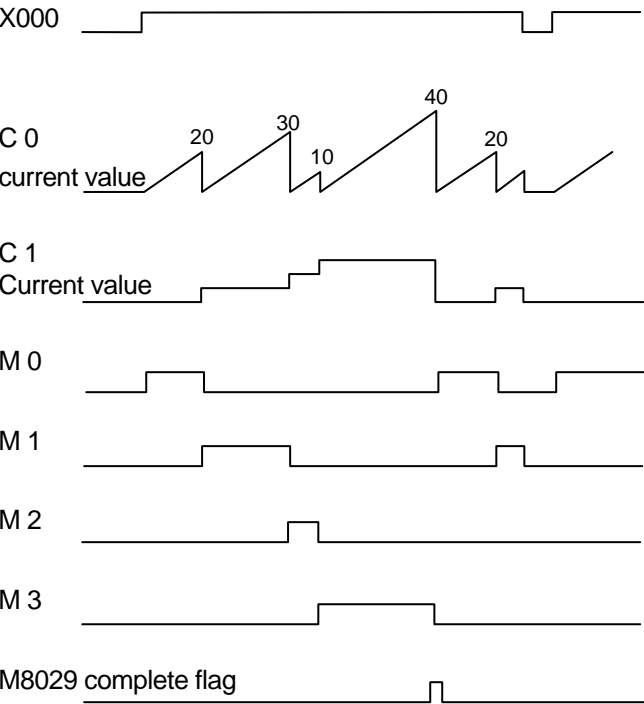 X000
40
30
20
20
C 0
10
current value
C 1
Current value
M 0
M 1
M 2
M 3
M8029 complete flag